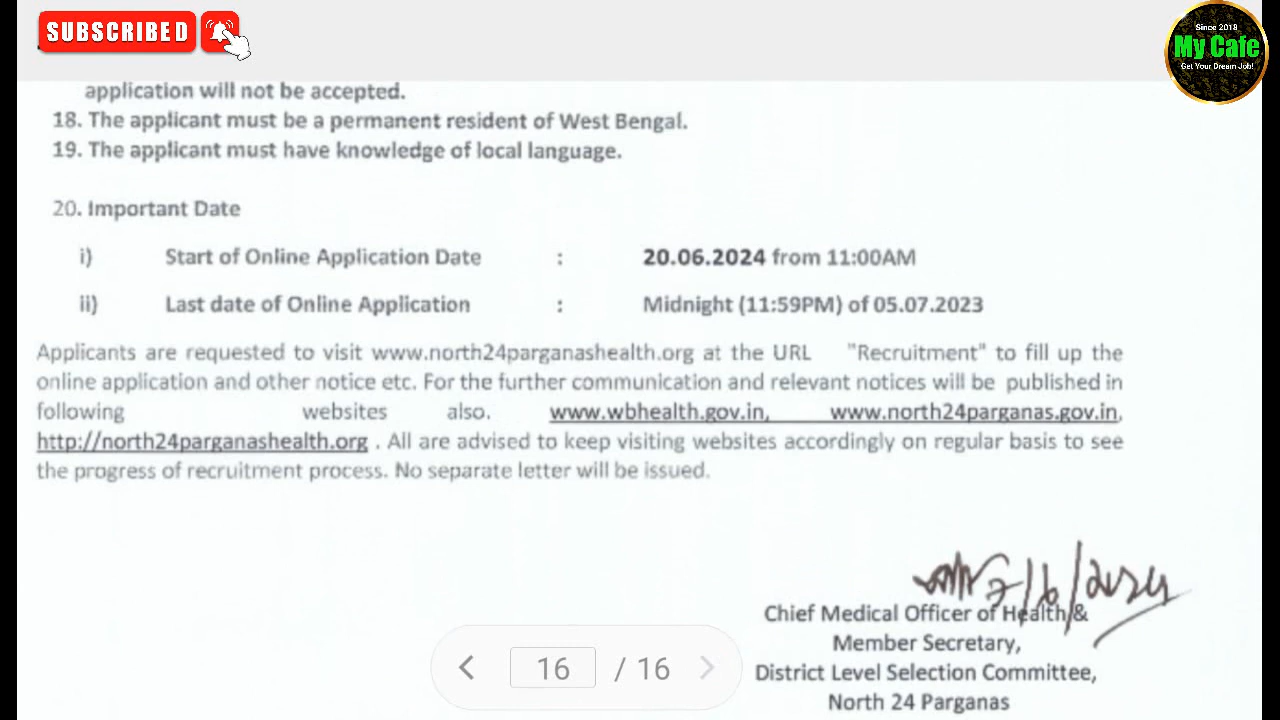 SUBSCRIBED
Since 2018
My Cafe
Get Your Dream Job!
application will not be accepted.
18. The applicant must be a permanent resident of West Bengal.
19. The applicant must have knowledge of local language.
20. Important Date
i) Start of Online Application Date : 20.06.2024 from 11:00AM
ii) Last date of Online Application : Midnight (11:59PM) of 05.07.2023
Applicants are requested to visit www.north24parganashealth.org at the URL "Recruitment" to fill up the
online application and other notice etc. For the further communication and relevant notices will be published in
following websites also. www.wbhealth.gov.in, www.north24parganas.gov.in,
http://north24parganashealth.org . All are advised to keep visiting websites accordingly on regular basis to see
the progress of recruitment process. No separate letter will be issued.
Chief Medical Officer of Health &
Member Secretary,
District Level Selection Committee,
North 24 Parganas
16 / 16